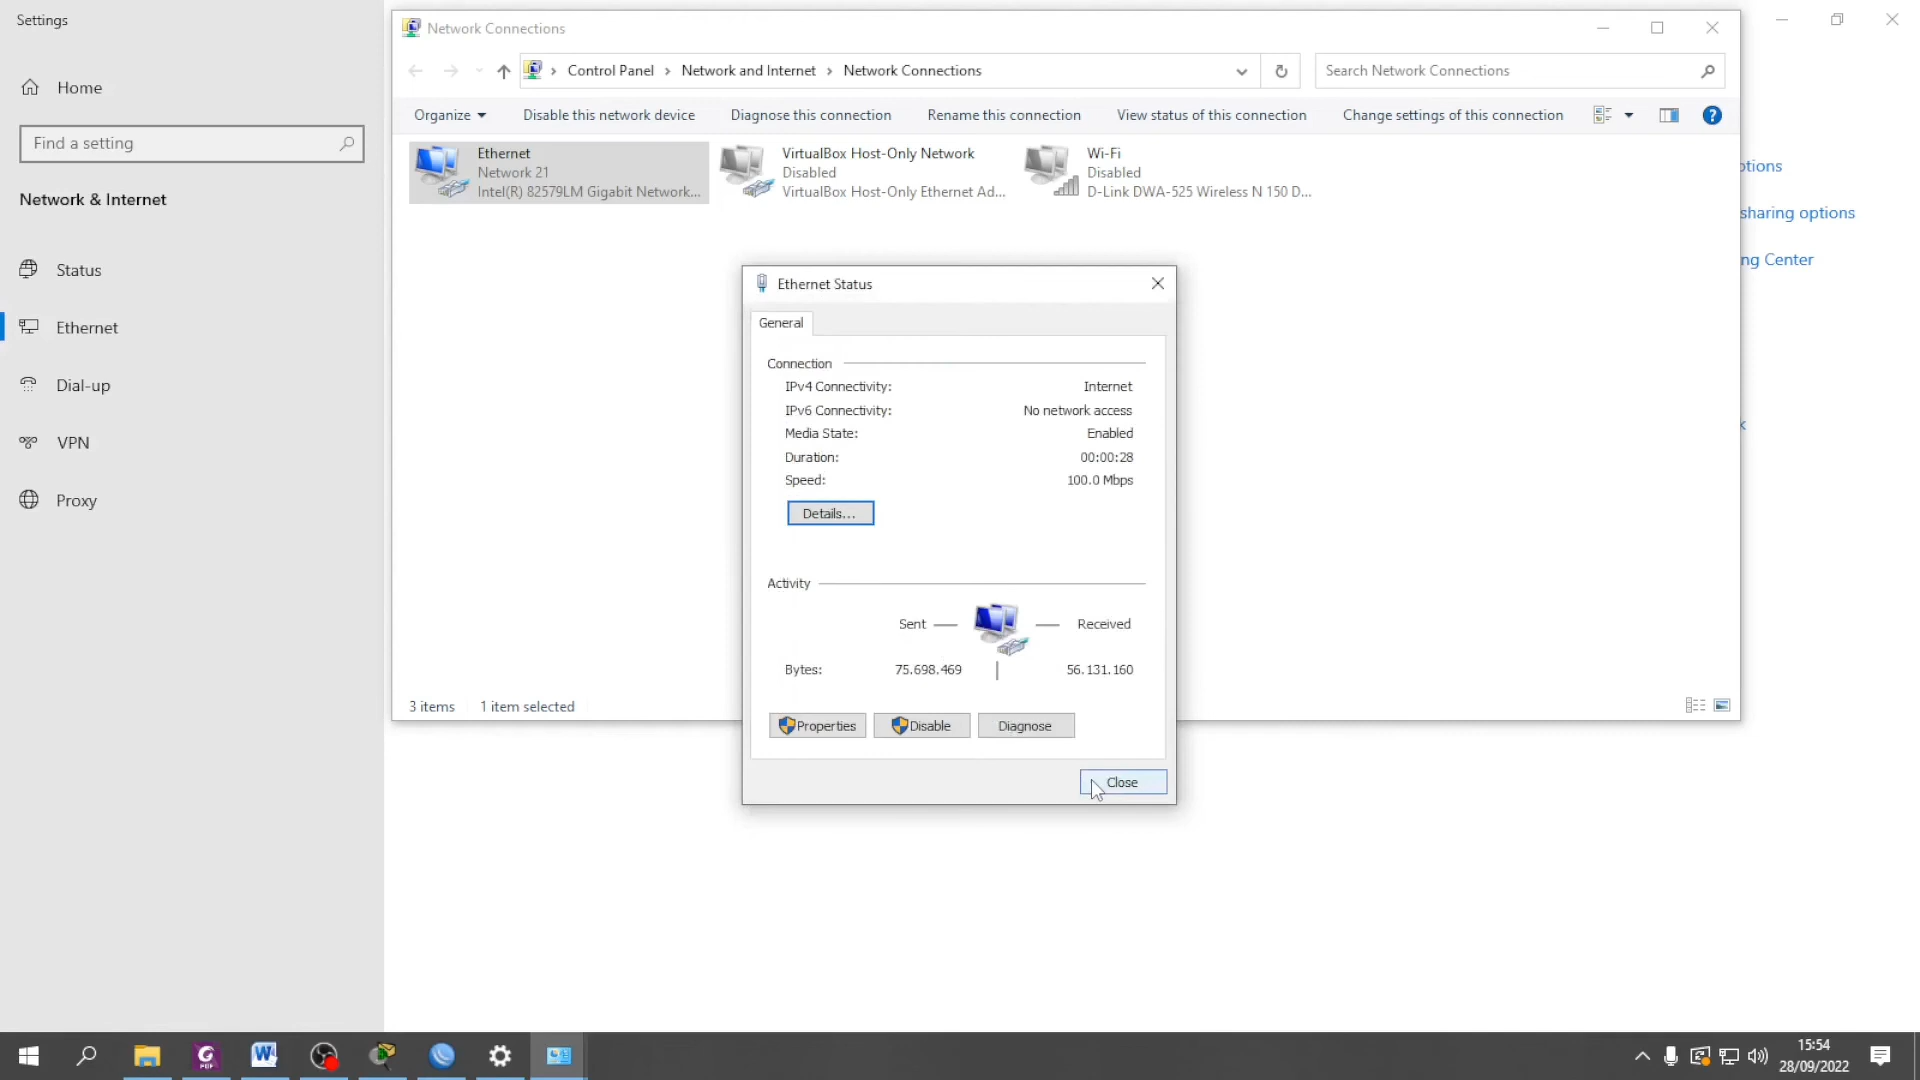 Settings
Home
Find a setting
Network & Internet
Status
Ethernet
Dial-up
VPN
Proxy
Network Connections
Control Panel > Network and Internet > Network Connections
Search Network Connections
Organize
Disable this network device
Diagnose this connection
Rename this connection
View status of this connection
Change settings of this connection
Ethernet
Network 21
Intel(R) 82579LM Gigabit Network...
VirtualBox Host-Only Network
Disabled
VirtualBox Host-Only Ethernet Ad...
Wi-Fi
Disabled
D-Link DWA-525 Wireless N 150 D...
ptions
sharing options
ng Center
k
Ethernet Status
General
Connection
IPv4 Connectivity: Internet
IPv6 Connectivity: No network access
Media State: Enabled
Duration: 00:00:28
Speed: 100.0 Mbps
Details...
Activity
Sent — — Received
Bytes: 75.698.469 | 56.131.160
Properties
Disable
Diagnose
Close
3 items
1 item selected
PDF
15:54
28/09/2022